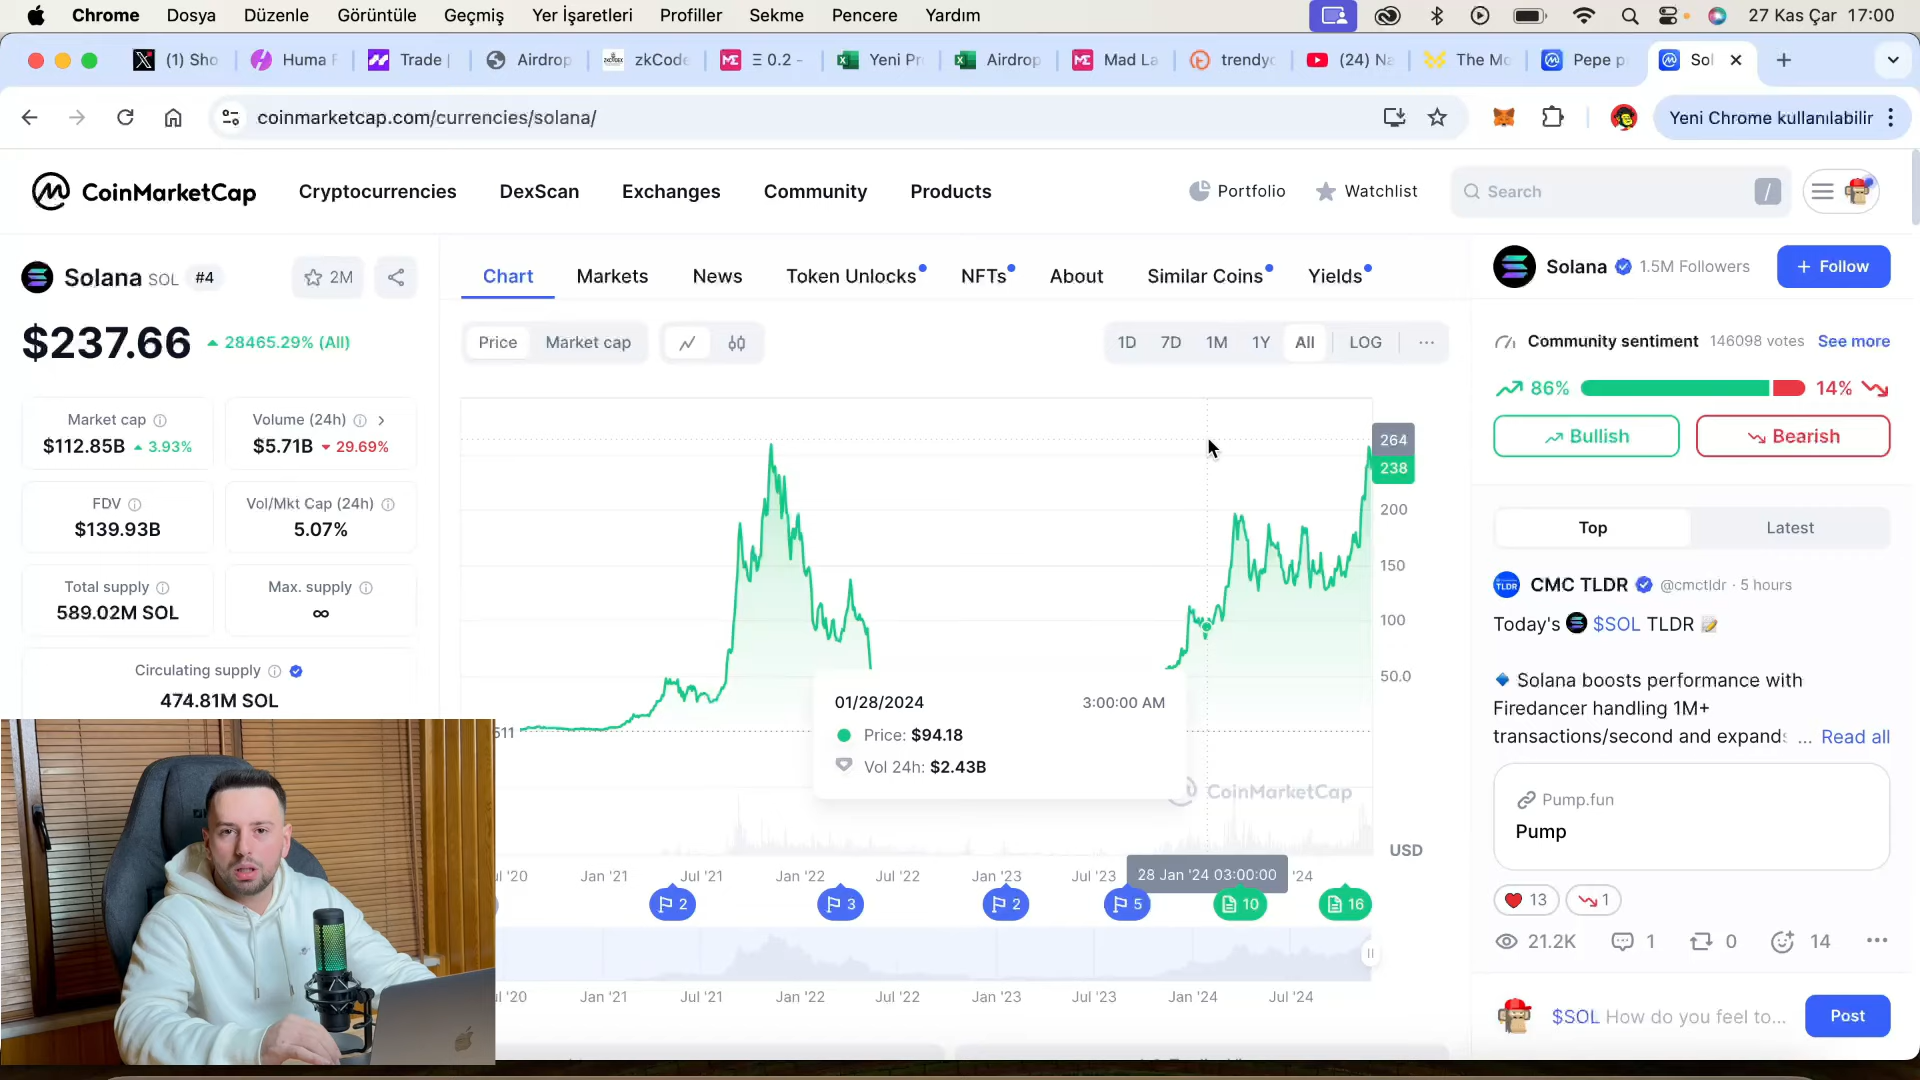 Chrome Dosya Düzenle Görüntüle Geçmiş Yer İşaretleri Profiller Sekme Pencere Yardım 27 Kas Çar 17:00
(1) Sho Huma Trade Airdrop zkCode Ξ 0.2 - Yeni Pr Airdrop Mad La trendyo (24) Na The Mo Pepe p Sol
coinmarketcap.com/currencies/solana/ Yeni Chrome kullanılabilir
CoinMarketCap Cryptocurrencies DexScan Exchanges Community Products Portfolio Watchlist Search /
Solana SOL #4 2M
$237.66 28465.29% (All)
Market cap
$112.85B 3.93%
Volume (24h)
$5.71B 29.69%
FDV
$139.93B
Vol/Mkt Cap (24h)
5.07%
Total supply
589.02M SOL
Max. supply
∞
Circulating supply
474.81M SOL
Chart Markets News Token Unlocks NFTs About Similar Coins Yields
Price Market cap 1D 7D 1M 1Y All LOG ...
264
238
200
150
100
50.0
511
01/28/2024 3:00:00 AM
Price: $94.18
Vol 24h: $2.43B
CoinMarketCap
USD
Jan '21 Jul '21 Jan '22 Jul '22 Jan '23 Jul '23 28 Jan '24 03:00:00 '24
2 3 2 5 10 16
Jan '21 Jul '21 Jan '22 Jul '22 Jan '23 Jul '23 Jan '24 Jul '24
Solana 1.5M Followers + Follow
Community sentiment 146098 votes See more
86% 14%
Bullish Bearish
Top Latest
CMC TLDR @cmctldr · 5 hours
TLDR
Today's $SOL TLDR
Solana boosts performance with
Firedancer handling 1M+
transactions/second and expands ... Read all
Pump.fun
Pump
13 1
21.2K 1 0 14
$SOL How do you feel to... Post